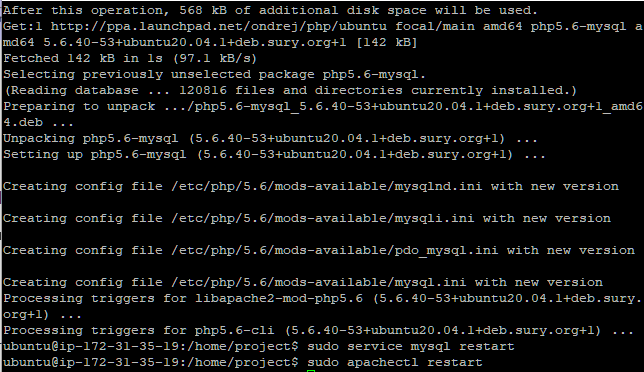 After this operation, 568 kB of additional disk space will be used.
Get:1 http://ppa.launchpad.net/ondrej/php/ubuntu focal/main amd64 php5.6-mysql a
md64 5.6.40-53+ubuntu20.04.1+deb.sury.org+1 [142 kB]
Fetched 142 kB in 1s (97.1 kB/s)
Selecting previously unselected package php5.6-mysql.
(Reading database ... 120816 files and directories currently installed.)
Preparing to unpack .../php5.6-mysql_5.6.40-53+ubuntu20.04.1+deb.sury.org+1_amd6
4.deb ...
Unpacking php5.6-mysql (5.6.40-53+ubuntu20.04.1+deb.sury.org+1) ...
Setting up php5.6-mysql (5.6.40-53+ubuntu20.04.1+deb.sury.org+1) ...
Creating config file /etc/php/5.6/mods-available/mysqlnd.ini with new version
Creating config file /etc/php/5.6/mods-available/mysqli.ini with new version
Creating config file /etc/php/5.6/mods-available/pdo_mysql.ini with new version
Creating config file /etc/php/5.6/mods-available/mysql.ini with new version
Processing triggers for libapache2-mod-php5.6 (5.6.40-53+ubuntu20.04.1+deb.sury.
org+1) ...
Processing triggers for php5.6-cli (5.6.40-53+ubuntu20.04.1+deb.sury.org+1) ...
ubuntu@ip-172-31-35-19:/home/project$ sudo service mysql restart
ubuntu@ip-172-31-35-19:/home/project$ sudo apachectl restart